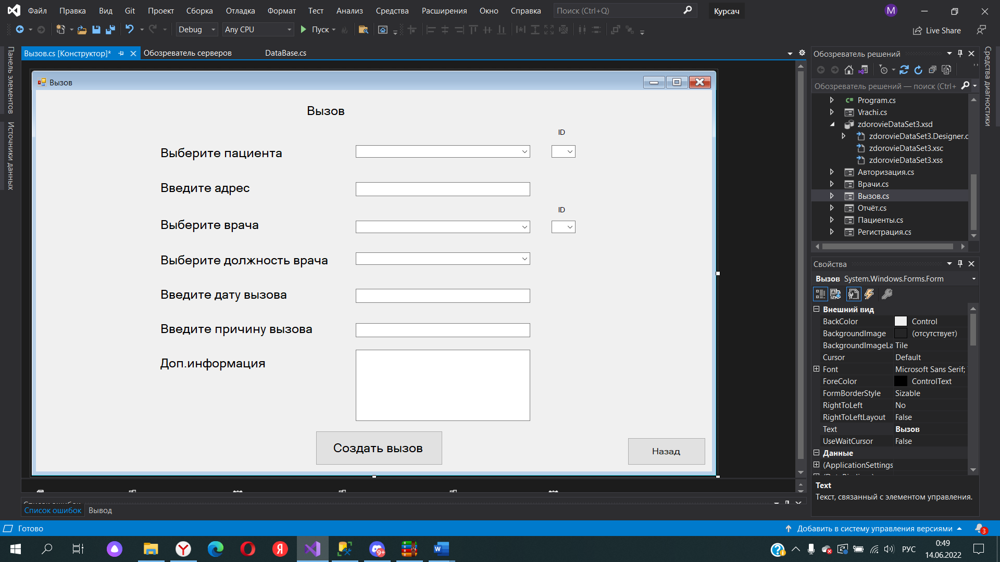 Файл Правка Вид Git Проект Сборка Отладка Формат Тест Анализ Средства Расширения Окно Справка Поиск (Ctrl+Q) Курсач M
Debug Any CPU Пуск Live Share
Панель элементов
Источники данных
Вызов.cs [Конструктор]* Обозреватель серверов DataBase.cs
Вызов
Вызов
ID
Выберите пациента
Введите адрес
ID
Выберите врача
Выберите должность врача
Введите дату вызова
Введите причину вызова
Доп.информация
Создать вызов
Назад
Обозреватель решений
Обозреватель решений — поиск (Ctrl+
Program.cs
Vrachi.cs
zdorovieDataSet3.xsd
zdorovieDataSet3.Designer.c
zdorovieDataSet3.xsc
zdorovieDataSet3.xss
Авторизация.cs
Врачи.cs
Вызов.cs
Отчёт.cs
Пациенты.cs
Регистрация.cs
Средства диагностики
Свойства
Вызов System.Windows.Forms.Form
Внешний вид
BackColor Control
BackgroundImage (отсутствует)
BackgroundImageLa Tile
Cursor Default
Font Microsoft Sans Serif;
ForeColor ControlText
FormBorderStyle Sizable
RightToLeft No
RightToLeftLayout False
Text Вызов
UseWaitCursor False
Данные
(ApplicationSettings
Text
Текст, связанный с элементом управления.
Список ошибок Вывод
Готово
Добавить в систему управления версиями 3
9+
РУС
0:49
14.06.2022